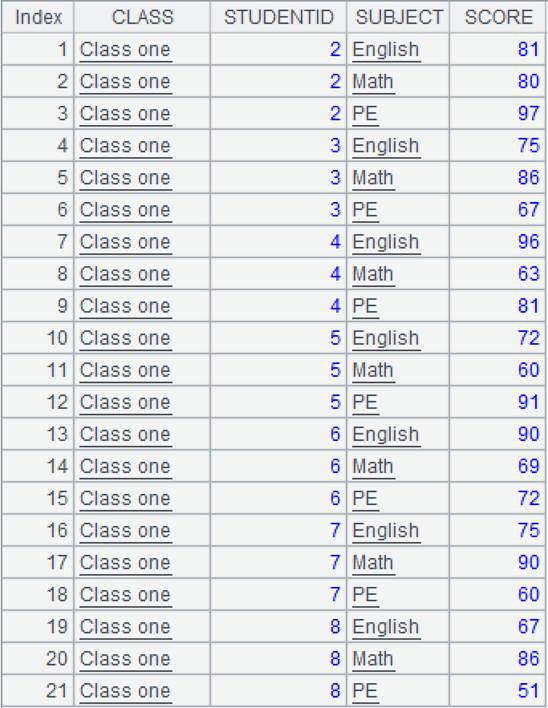 Index CLASS STUDENTID SUBJECT SCORE
1 Class one 2 English 81
2 Class one 2 Math 80
3 Class one 2 PE 97
4 Class one 3 English 75
5 Class one 3 Math 86
6 Class one 3 PE 67
7 Class one 4 English 96
8 Class one 4 Math 63
9 Class one 4 PE 81
10 Class one 5 English 72
11 Class one 5 Math 60
12 Class one 5 PE 91
13 Class one 6 English 90
14 Class one 6 Math 69
15 Class one 6 PE 72
16 Class one 7 English 75
17 Class one 7 Math 90
18 Class one 7 PE 60
19 Class one 8 English 67
20 Class one 8 Math 86
21 Class one 8 PE 51